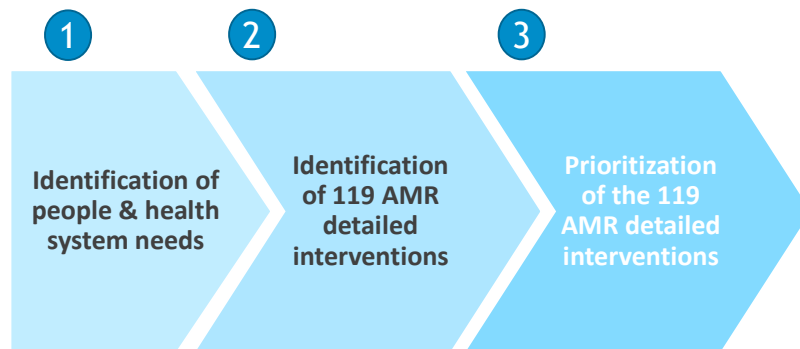 1
2
3
Identification of
people & health
system needs
Identification
of 119 AMR
detailed
interventions
Prioritization
of the 119
AMR detailed
interventions